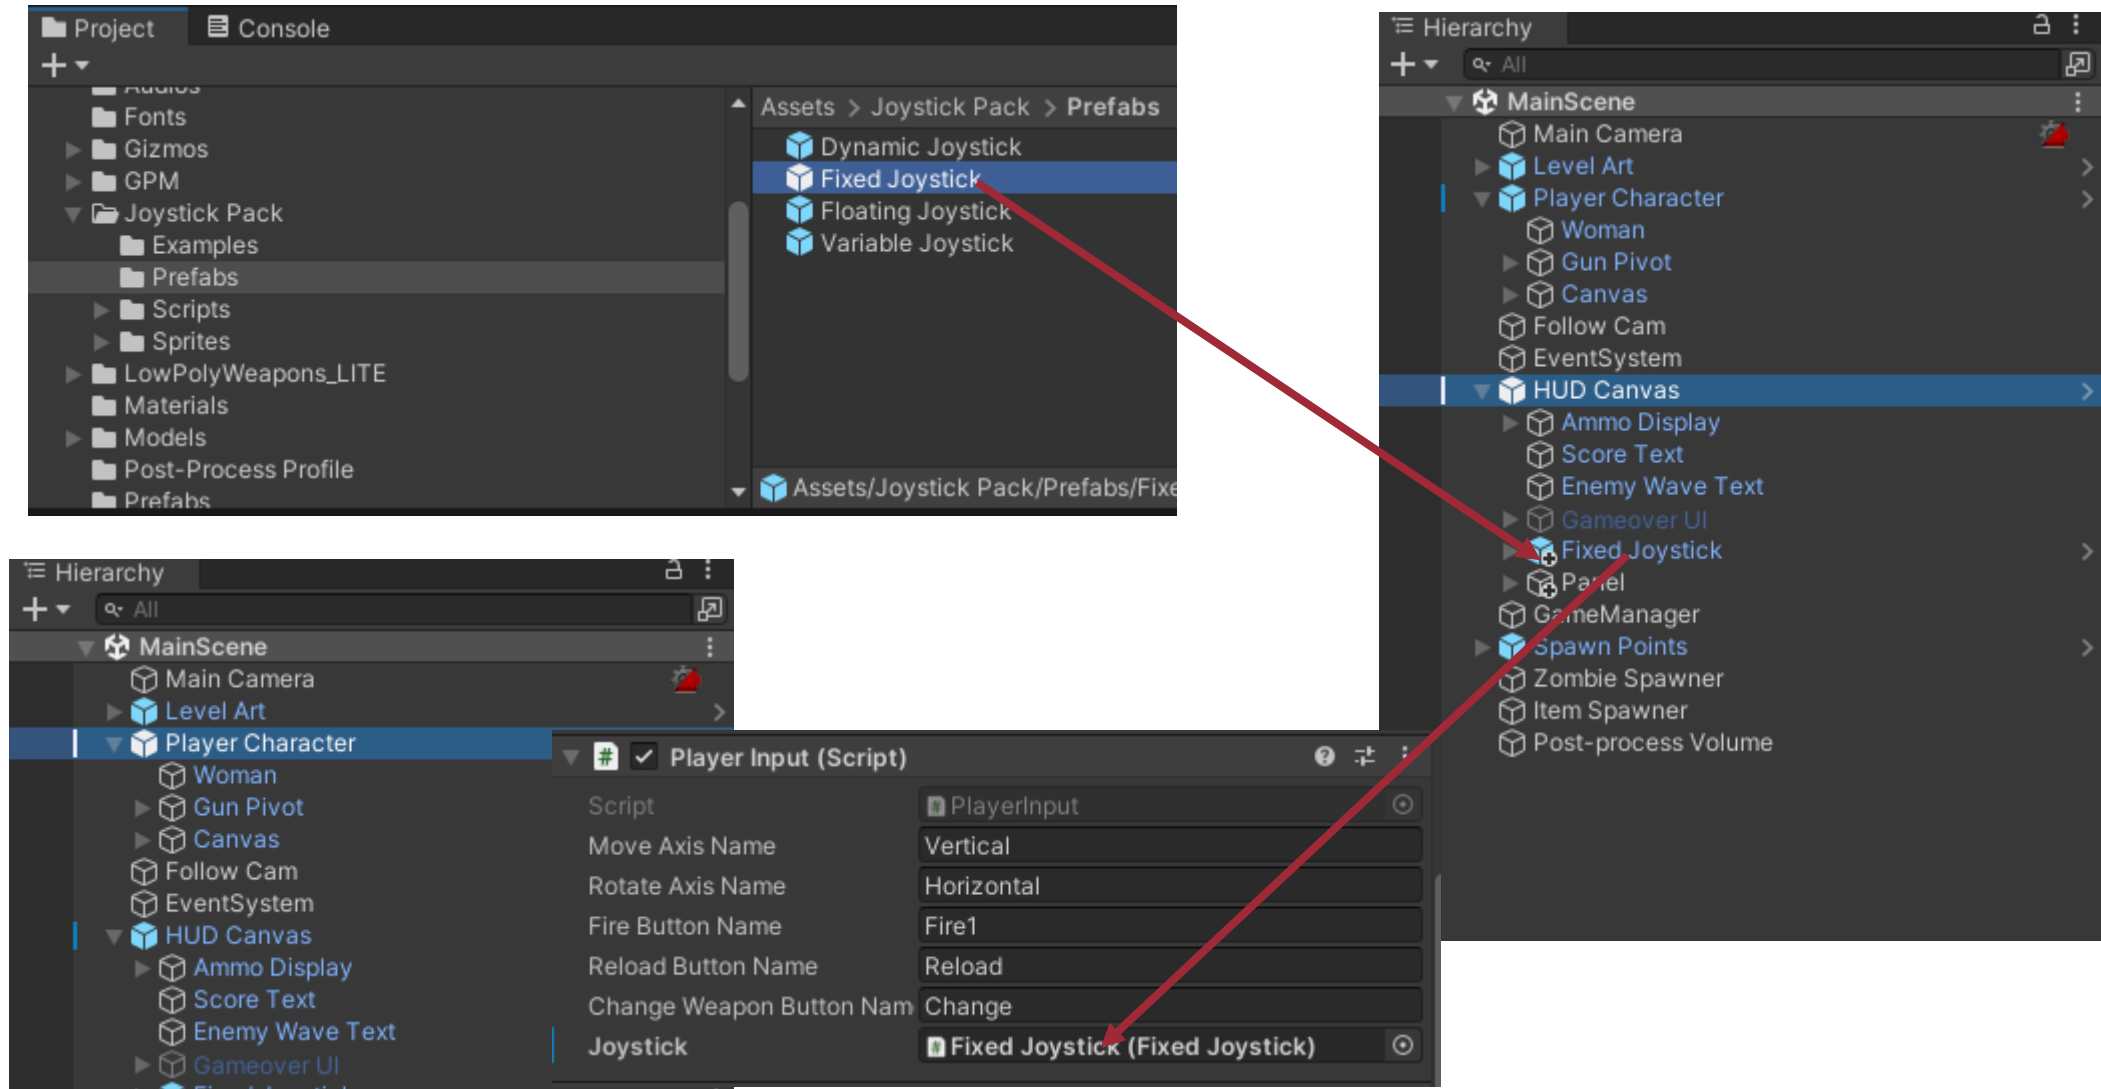 Project
Console
Audios
Fonts
Gizmos
GPM
Joystick Pack
Examples
Prefabs
Scripts
Sprites
LowPolyWeapons_LITE
Materials
Models
Post-Process Profile
Prefabs
Assets > Joystick Pack > Prefabs
Dynamic Joystick
Fixed Joystick
Floating Joystick
Variable Joystick
Assets/Joystick Pack/Prefabs/Fixe
Hierarchy
All
MainScene
Main Camera
Level Art
Player Character
Woman
Gun Pivot
Canvas
Follow Cam
EventSystem
HUD Canvas
Ammo Display
Score Text
Enemy Wave Text
Gameover UI
Fixed Joystick
Panel
GameManager
Spawn Points
Zombie Spawner
Item Spawner
Post-process Volume
Hierarchy
All
MainScene
Main Camera
Level Art
Player Character
Woman
Gun Pivot
Canvas
Follow Cam
EventSystem
HUD Canvas
Ammo Display
Score Text
Enemy Wave Text
Gameover UI
Player Input (Script)
Script PlayerInput
Move Axis Name Vertical
Rotate Axis Name Horizontal
Fire Button Name Fire1
Reload Button Name Reload
Change Weapon Button Nam Change
Joystick Fixed Joystick (Fixed Joystick)